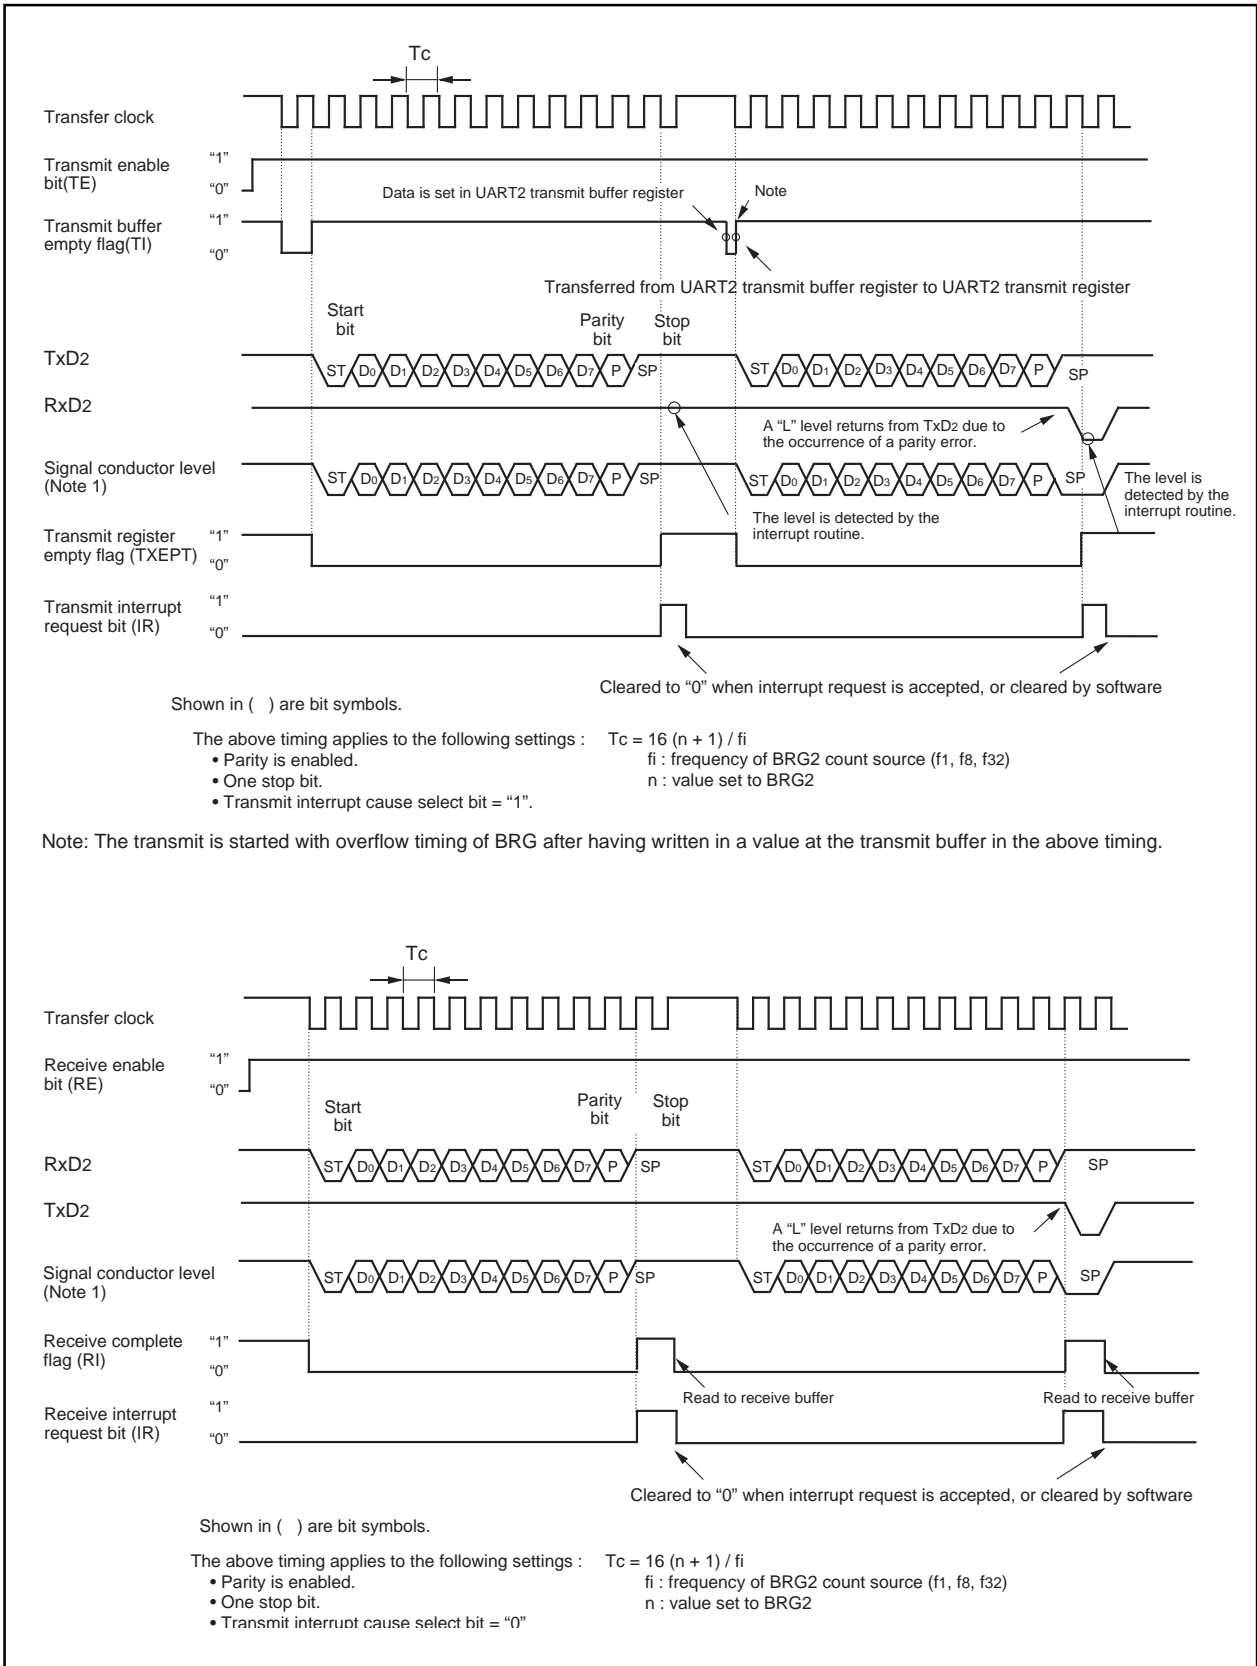 Tc
Transfer clock
Transmit enable
bit(TE)
“1”
“0”
Data is set in UART2 transmit buffer register
Note
Transmit buffer
empty flag(TI)
“1”
“0”
Transferred from UART2 transmit buffer register to UART2 transmit register
Start
bit
Parity
bit
Stop
bit
TxD2
ST D0 D1 D2 D3 D4 D5 D6 D7 P SP
ST D0 D1 D2 D3 D4 D5 D6 D7 P SP
RxD2
A “L” level returns from TxD2 due to
the occurrence of a parity error.
Signal conductor level
(Note 1)
ST D0 D1 D2 D3 D4 D5 D6 D7 P SP
ST D0 D1 D2 D3 D4 D5 D6 D7 P SP
The level is
detected by the
interrupt routine.
The level is detected by the
interrupt routine.
Transmit register
empty flag (TXEPT)
“1”
“0”
Transmit interrupt
request bit (IR)
“1”
“0”
Cleared to “0” when interrupt request is accepted, or cleared by software
Shown in ( ) are bit symbols.
The above timing applies to the following settings :
• Parity is enabled.
• One stop bit.
• Transmit interrupt cause select bit = “1”.
Tc = 16 (n + 1) / fi
fi : frequency of BRG2 count source (f1, f8, f32)
n : value set to BRG2
Note: The transmit is started with overflow timing of BRG after having written in a value at the transmit buffer in the above timing.
Tc
Transfer clock
Receive enable
bit (RE)
“1”
“0”
Start
bit
Parity
bit
Stop
bit
RxD2
ST D0 D1 D2 D3 D4 D5 D6 D7 P SP
ST D0 D1 D2 D3 D4 D5 D6 D7 P SP
TxD2
A “L” level returns from TxD2 due to
the occurrence of a parity error.
Signal conductor level
(Note 1)
ST D0 D1 D2 D3 D4 D5 D6 D7 P SP
ST D0 D1 D2 D3 D4 D5 D6 D7 P SP
Receive complete
flag (RI)
“1”
“0”
Read to receive buffer
Read to receive buffer
Receive interrupt
request bit (IR)
“1”
“0”
Cleared to “0” when interrupt request is accepted, or cleared by software
Shown in ( ) are bit symbols.
The above timing applies to the following settings :
• Parity is enabled.
• One stop bit.
• Transmit interrupt cause select bit = “0”
Tc = 16 (n + 1) / fi
fi : frequency of BRG2 count source (f1, f8, f32)
n : value set to BRG2